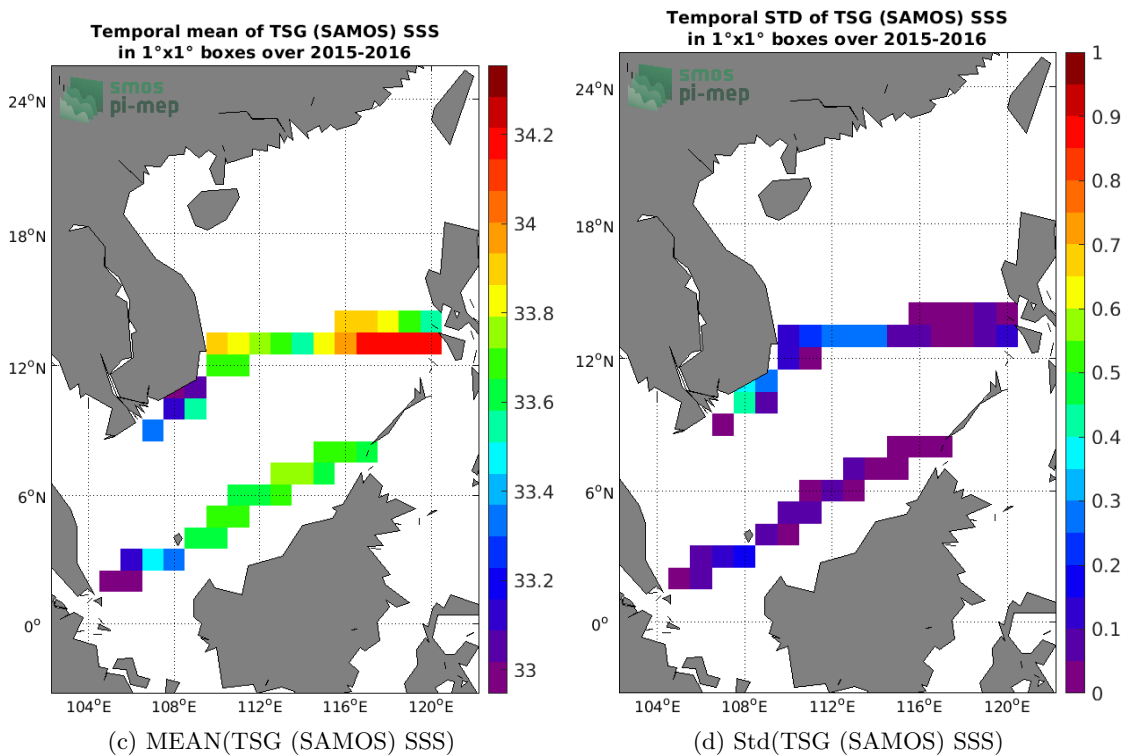 Temporal mean of TSG (SAMOS) SSS
in 1°x1° boxes over 2015-2016
smos
pi-mep
24°N
18°N
12°N
6°N
0°
104°E
108°E
112°E
116°E
120°E
34.2
34
33.8
33.6
33.4
33.2
33
(c) MEAN(TSG (SAMOS) SSS)
Temporal STD of TSG (SAMOS) SSS
in 1°x1° boxes over 2015-2016
smos
pi-mep
24°N
18°N
12°N
6°N
0°
104°E
108°E
112°E
116°E
120°E
1
0.9
0.8
0.7
0.6
0.5
0.4
0.3
0.2
0.1
0
(d) Std(TSG (SAMOS) SSS)